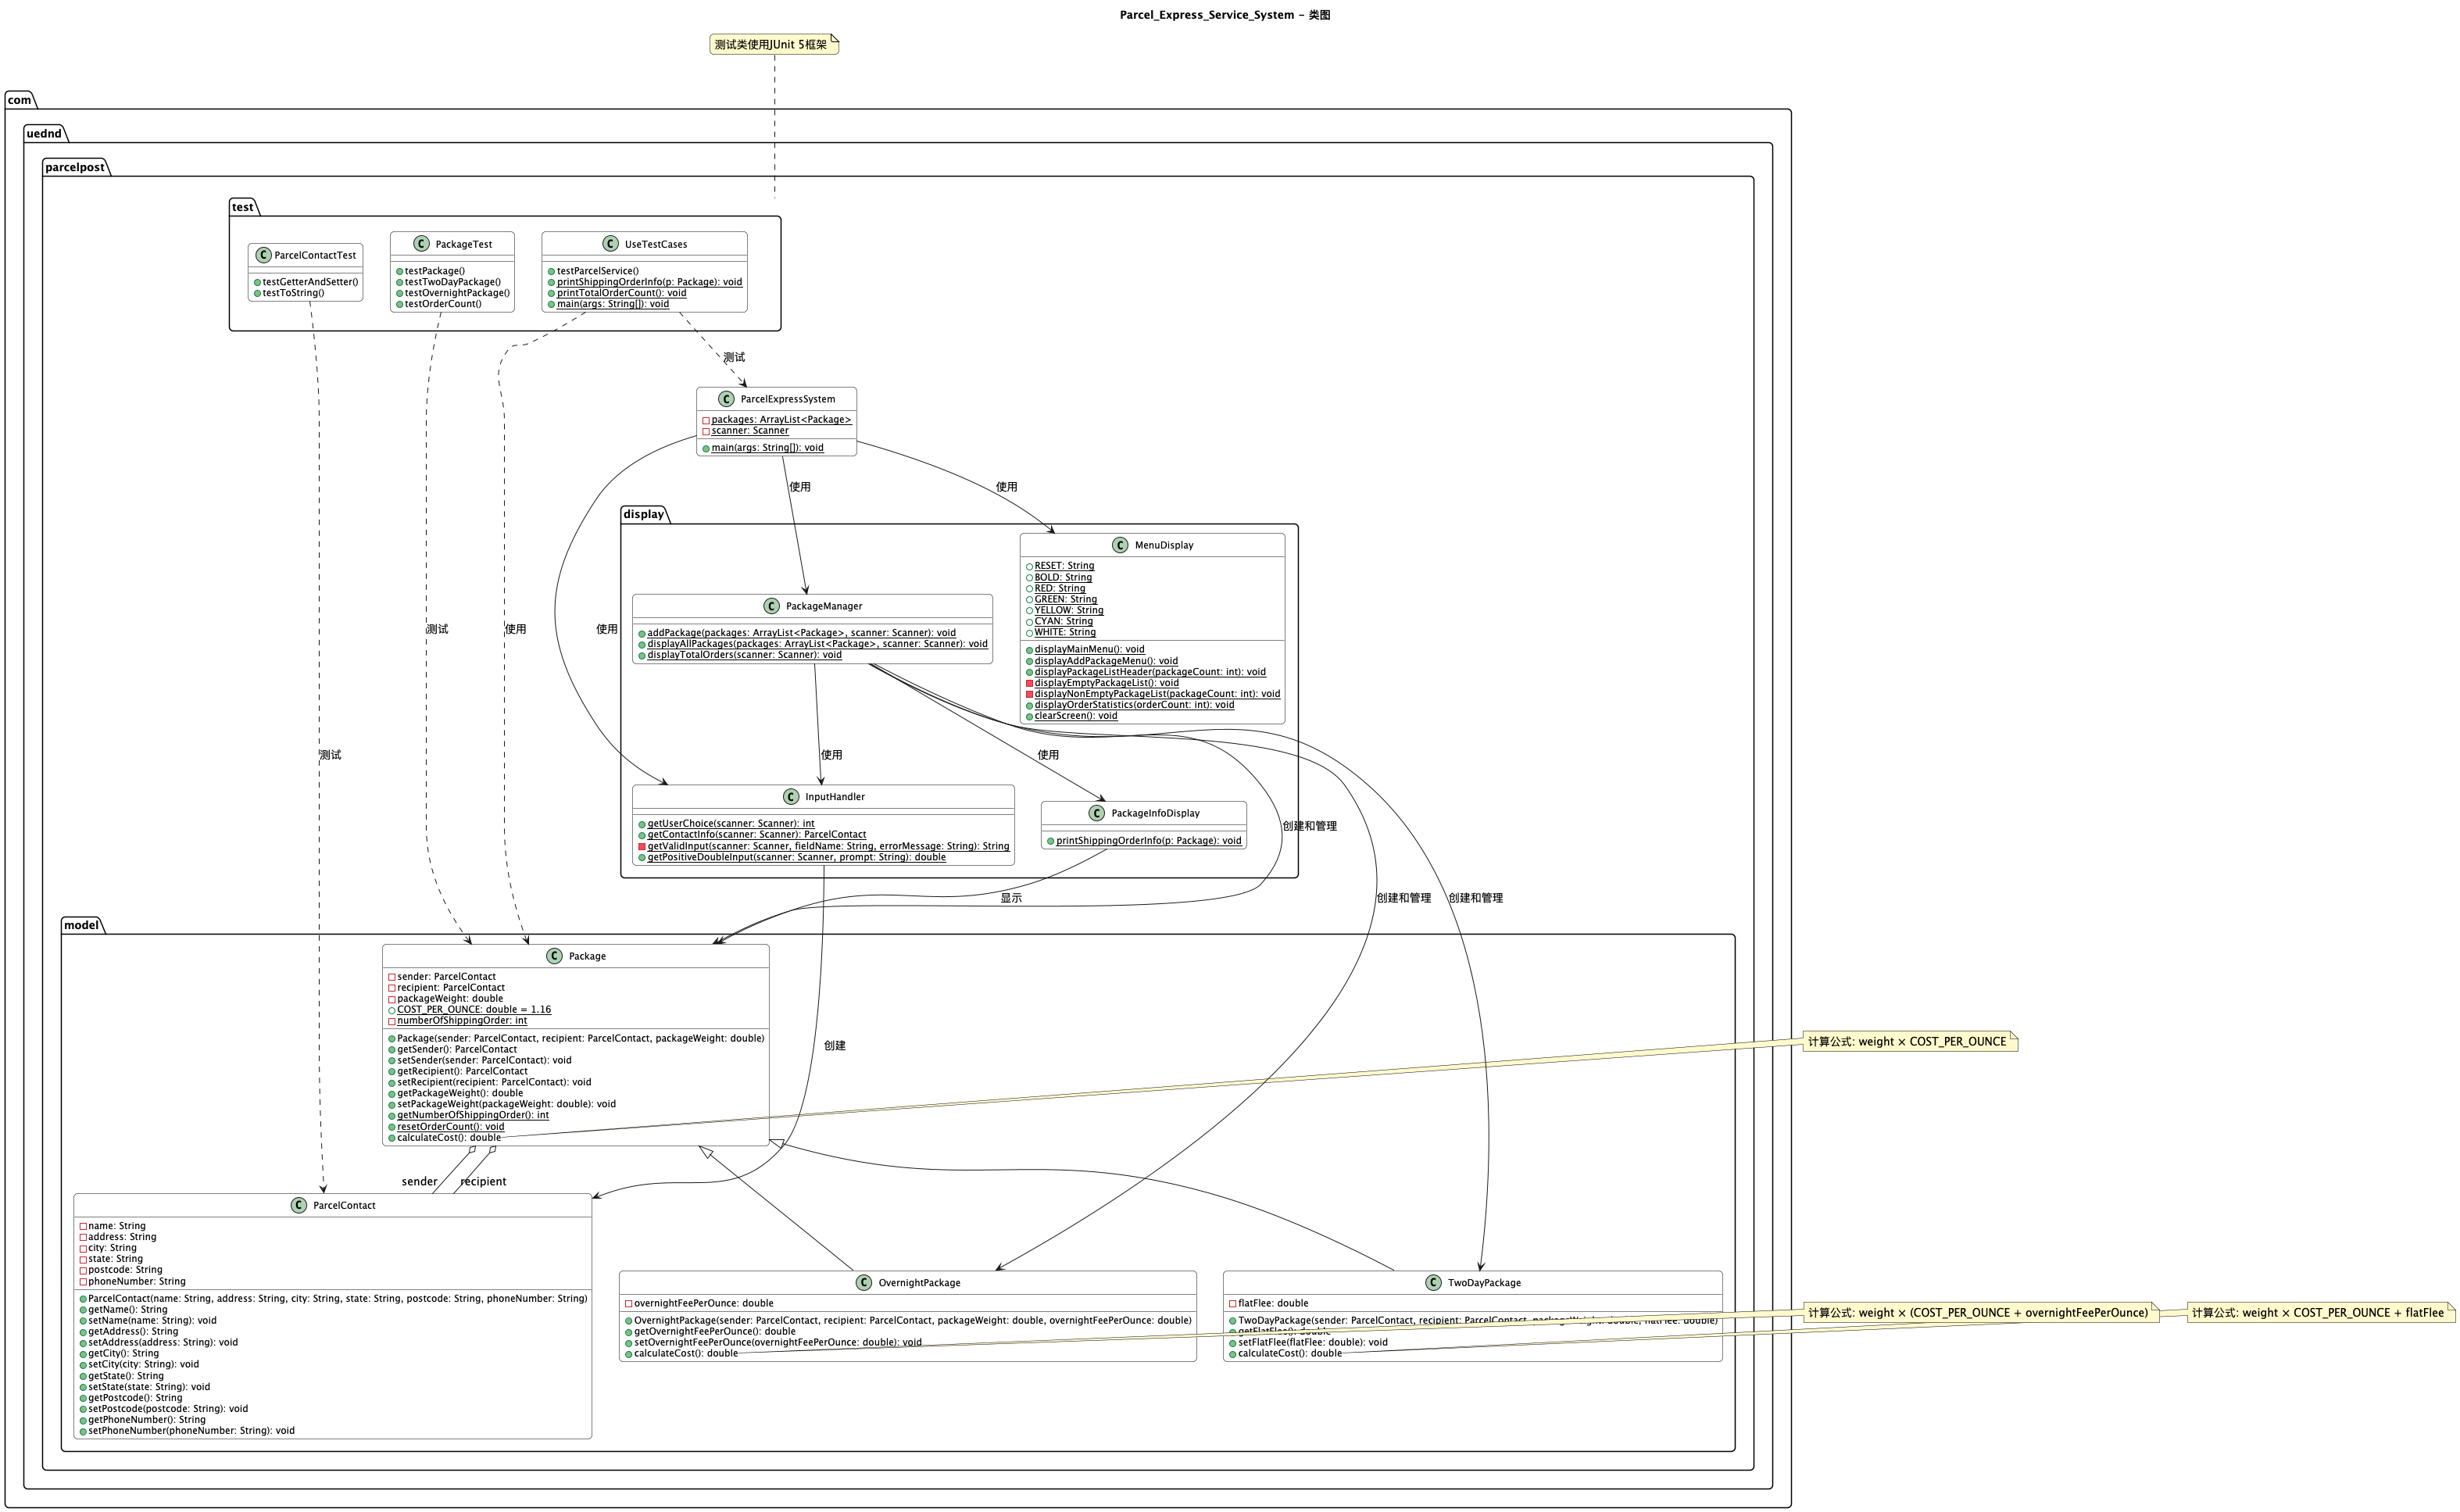 Parcel_Express_Service_System - 类图
测试类使用JUnit 5框架
com
uednd
parcelpost
test
ParcelContactTest
testGetterAndSetter()
testToString()
PackageTest
testPackage()
testTwoDayPackage()
testOvernightPackage()
testOrderCount()
UseTestCases
testParcelService()
printShippingOrderInfo(p: Package): void
printTotalOrderCount(): void
main(args: String[]): void
测试
ParcelExpressSystem
packages: ArrayList<Package>
scanner: Scanner
main(args: String[]): void
使用
使用
display
MenuDisplay
RESET: String
BOLD: String
RED: String
GREEN: String
YELLOW: String
CYAN: String
WHITE: String
displayMainMenu(): void
displayAddPackageMenu(): void
displayPackageListHeader(packageCount: int): void
displayEmptyPackageList(): void
displayNonEmptyPackageList(packageCount: int): void
displayOrderStatistics(orderCount: int): void
clearScreen(): void
PackageManager
addPackage(packages: ArrayList<Package>, scanner: Scanner): void
displayAllPackages(packages: ArrayList<Package>, scanner: Scanner): void
displayTotalOrders(scanner: Scanner): void
测试
使用
使用
测试
使用
使用
InputHandler
getUserChoice(scanner: Scanner): int
getContactInfo(scanner: Scanner): ParcelContact
getValidInput(scanner: Scanner, fieldName: String, errorMessage: String): String
getPositiveDoubleInput(scanner: Scanner, prompt: String): double
PackageInfoDisplay
printShippingOrderInfo(p: Package): void
创建和管理
显示
创建和管理
创建和管理
model
Package
sender: ParcelContact
recipient: ParcelContact
packageWeight: double
COST_PER_OUNCE: double = 1.16
numberOfShippingOrder: int
Package(sender: ParcelContact, recipient: ParcelContact, packageWeight: double)
getSender(): ParcelContact
setSender(sender: ParcelContact): void
getRecipient(): ParcelContact
setRecipient(recipient: ParcelContact): void
getPackageWeight(): double
setPackageWeight(packageWeight: double): void
getNumberOfShippingOrder(): int
resetOrderCount(): void
calculateCost(): double
创建
计算公式: weight × COST_PER_OUNCE
sender
recipient
ParcelContact
name: String
address: String
city: String
state: String
postcode: String
phoneNumber: String
ParcelContact(name: String, address: String, city: String, state: String, postcode: String, phoneNumber: String)
getName(): String
setName(name: String): void
getAddress(): String
setAddress(address: String): void
getCity(): String
setCity(city: String): void
getState(): String
setState(state: String): void
getPostcode(): String
setPostcode(postcode: String): void
getPhoneNumber(): String
setPhoneNumber(phoneNumber: String): void
OvernightPackage
overnightFeePerOunce: double
OvernightPackage(sender: ParcelContact, recipient: ParcelContact, packageWeight: double, overnightFeePerOunce: double)
getOvernightFeePerOunce(): double
setOvernightFeePerOunce(overnightFeePerOunce: double): void
calculateCost(): double
TwoDayPackage
flatFlee: double
TwoDayPackage(sender: ParcelContact, recipient: ParcelContact, packageWeight: double, flatFlee: double)
getFlatFlee(): double
setFlatFlee(flatFlee: double): void
calculateCost(): double
计算公式: weight × (COST_PER_OUNCE + overnightFeePerOunce)
计算公式: weight × COST_PER_OUNCE + flatFlee